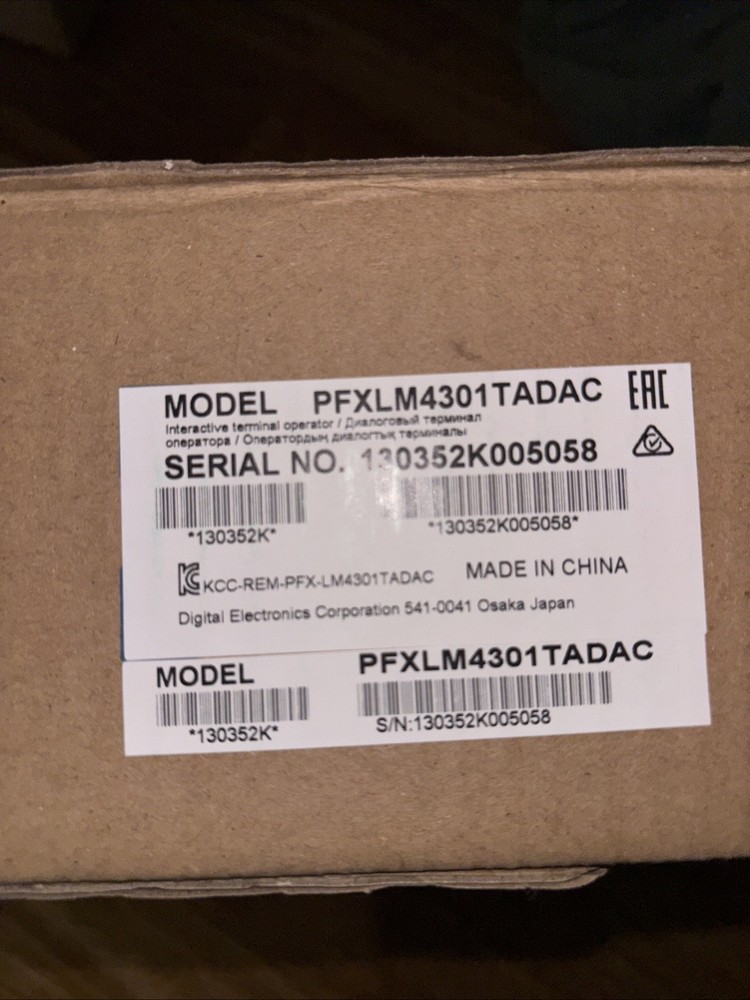 MODEL PFXLM4301TADAC EAC
Interactive terminal operator / Диалоговый терминал
оператора / Оператордың диалогтық терминалы
SERIAL NO. 130352K005058
*130352K* *130352K005058*
KC KCC-REM-PFX-LM4301TADAC MADE IN CHINA
Digital Electronics Corporation 541-0041 Osaka Japan
MODEL PFXLM4301TADAC
*130352K* S/N:130352K005058